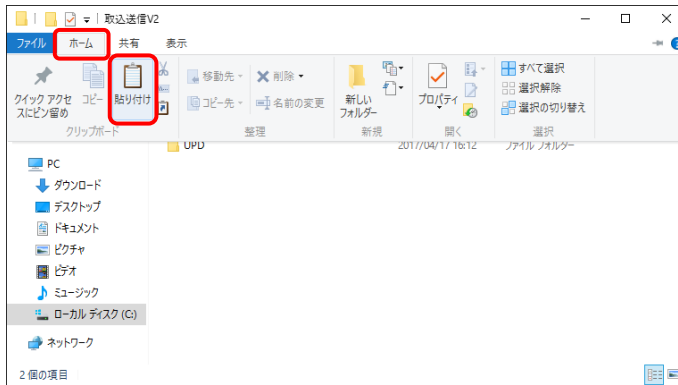 取込送信V2
ファイル ホーム 共有 表示
クイック アクセスにピン留め
コピー
貼り付け
移動先
コピー先
削除
名前の変更
新しいフォルダー
プロパティ
すべて選択
選択解除
選択の切り替え
クリップボード 整理 新規 開く 選択
UPD 2017/04/17 16:12 ファイル フォルダー
PC
ダウンロード
デスクトップ
ドキュメント
ピクチャ
ビデオ
ミュージック
ローカル ディスク (C:)
ネットワーク
2 個の項目